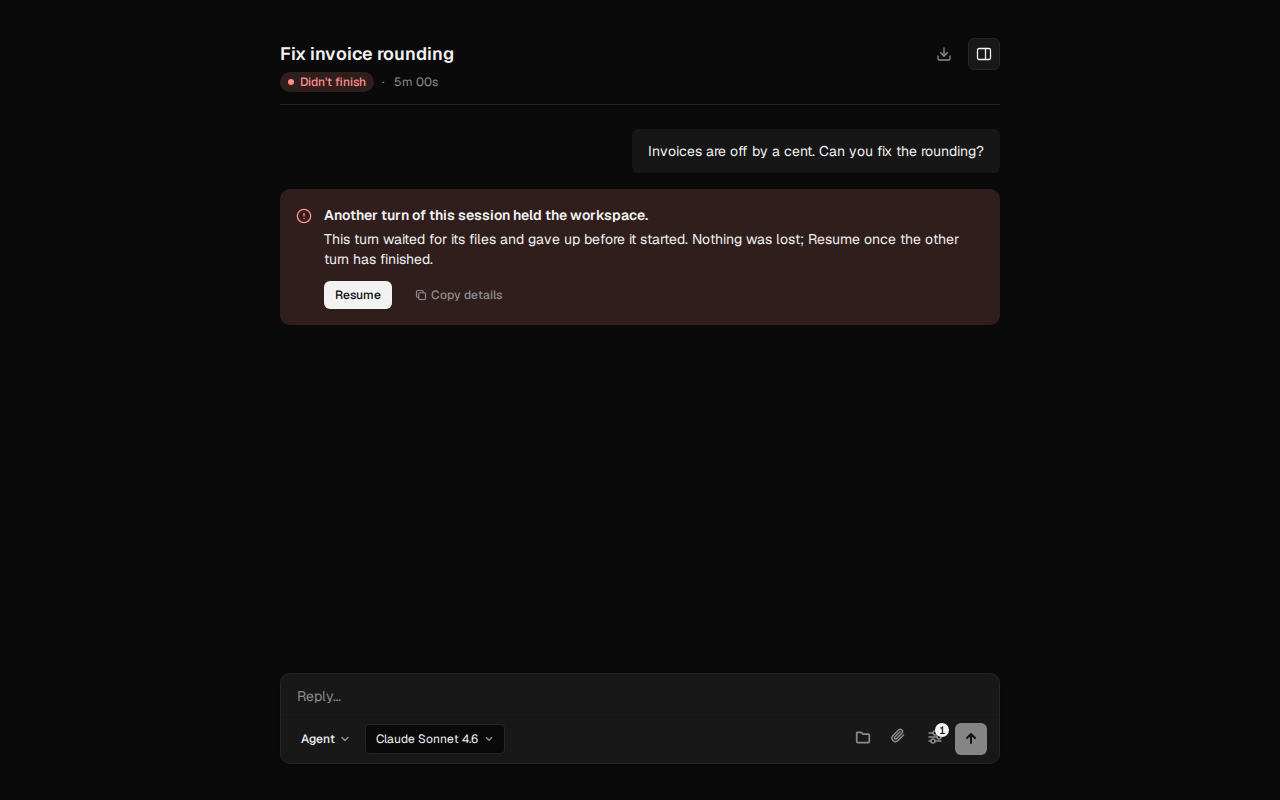 Fix invoice rounding
Didn't finish · 5m 00s
Invoices are off by a cent. Can you fix the rounding?
Another turn of this session held the workspace.
This turn waited for its files and gave up before it started. Nothing was lost; Resume once the other
turn has finished.
Resume Copy details
Reply...
Agent Claude Sonnet 4.6 1